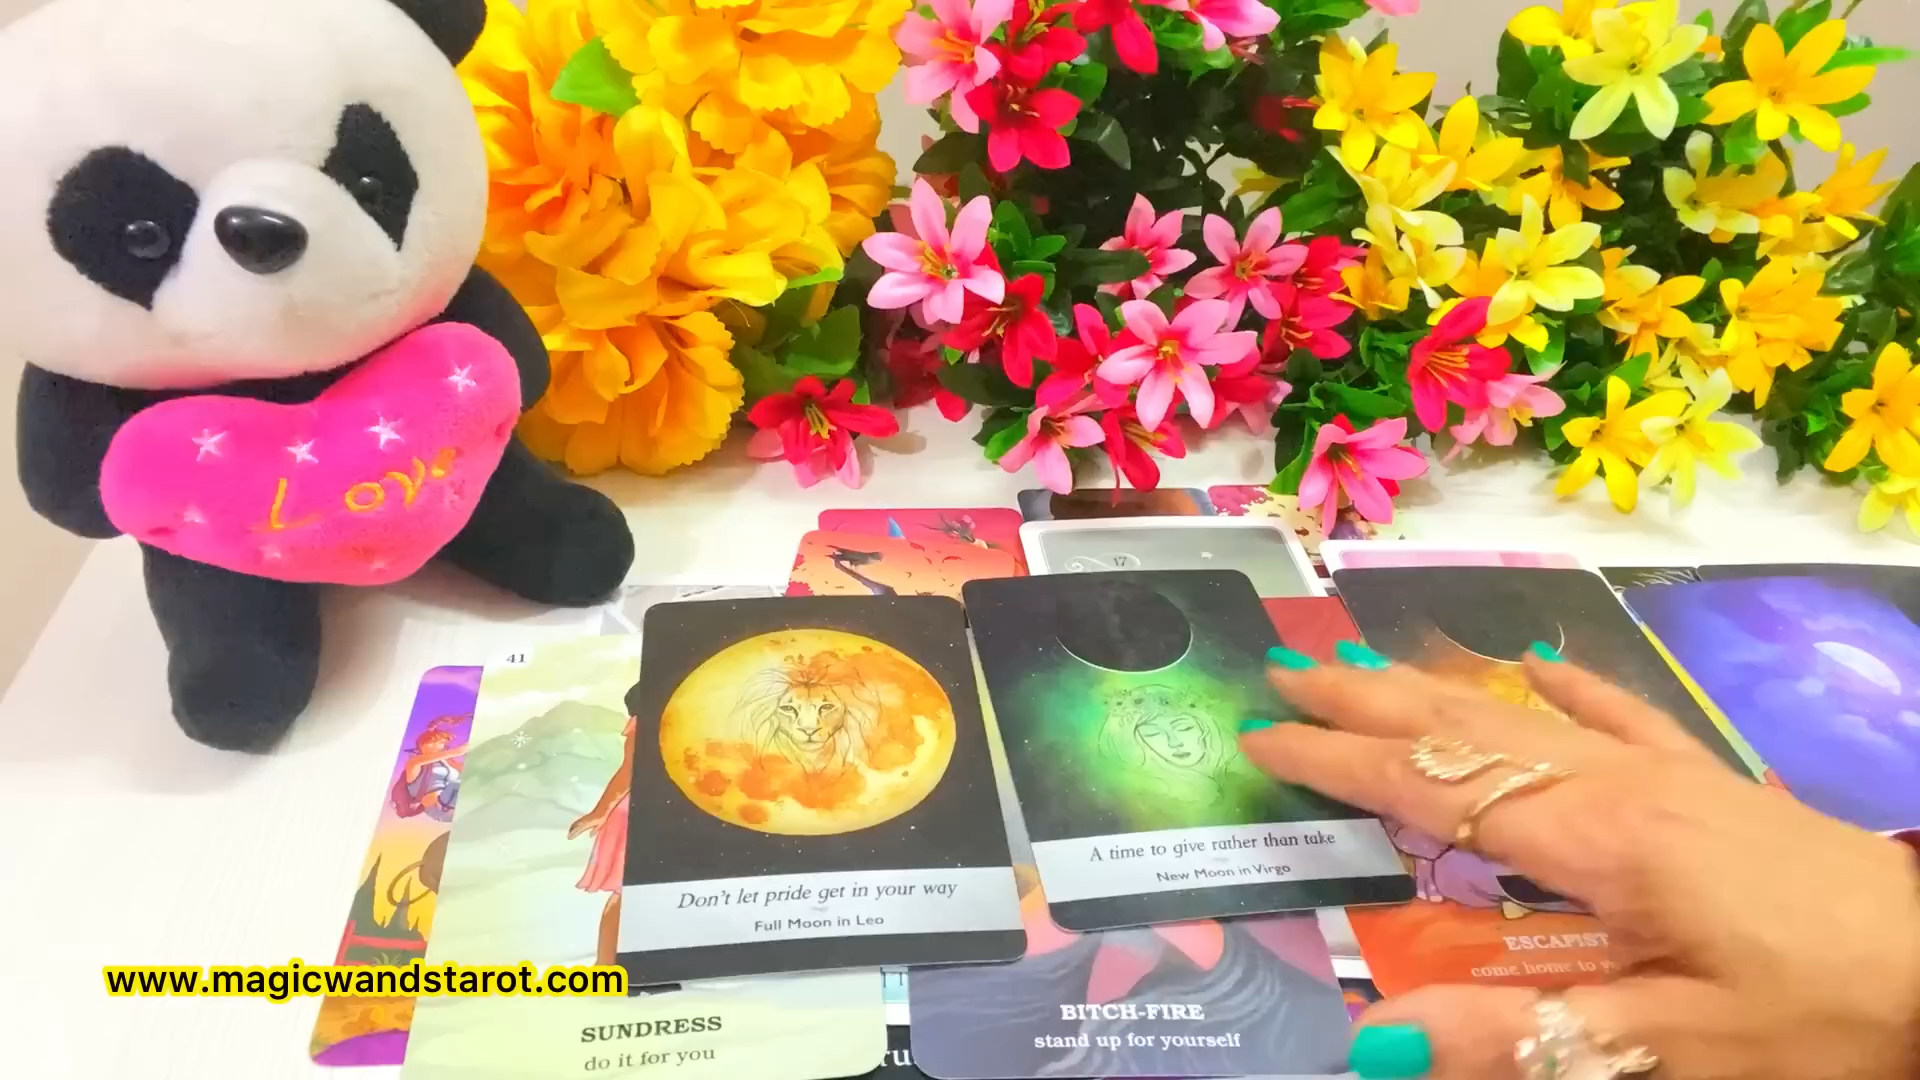 Love
17
41
Don't let pride get in your way
Full Moon in Leo
A time to give rather than take
New Moon in Virgo
ESCAPIST
come home to
www.magicwandstarot.com
SUNDRESS
do it for you
BITCH-FIRE
stand up for yourself